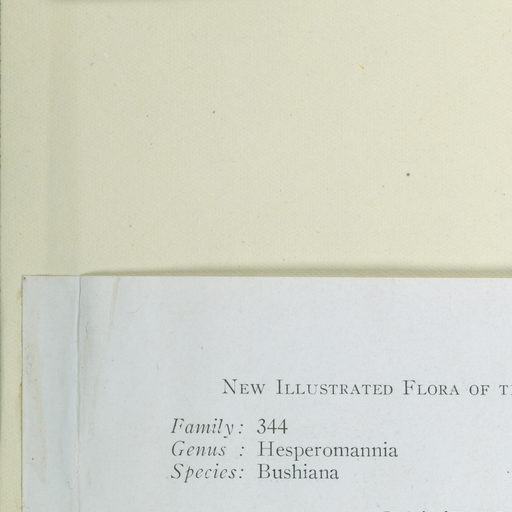 New Illustrated Flora of
Family: 344
Genus : Hesperomannia
Species: Bushiana